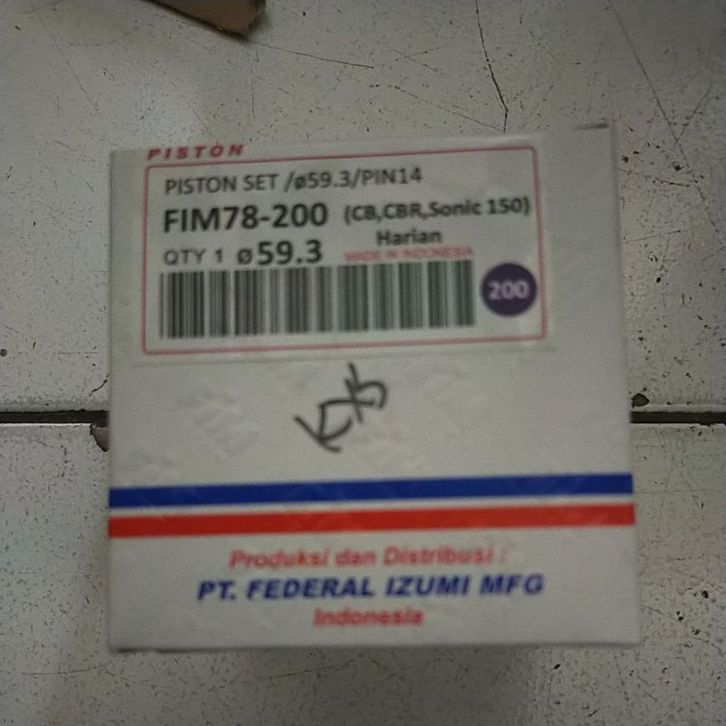 PISTON
PISTON SET /ø59.3/PIN14
FIM78-200 (CB,CBR,Sonic 150)
Harian
QTY 1 ø59.3 MADE IN INDONESIA
200
Produksi dan Distribusi :
PT. FEDERAL IZUMI MFG
Indonesia